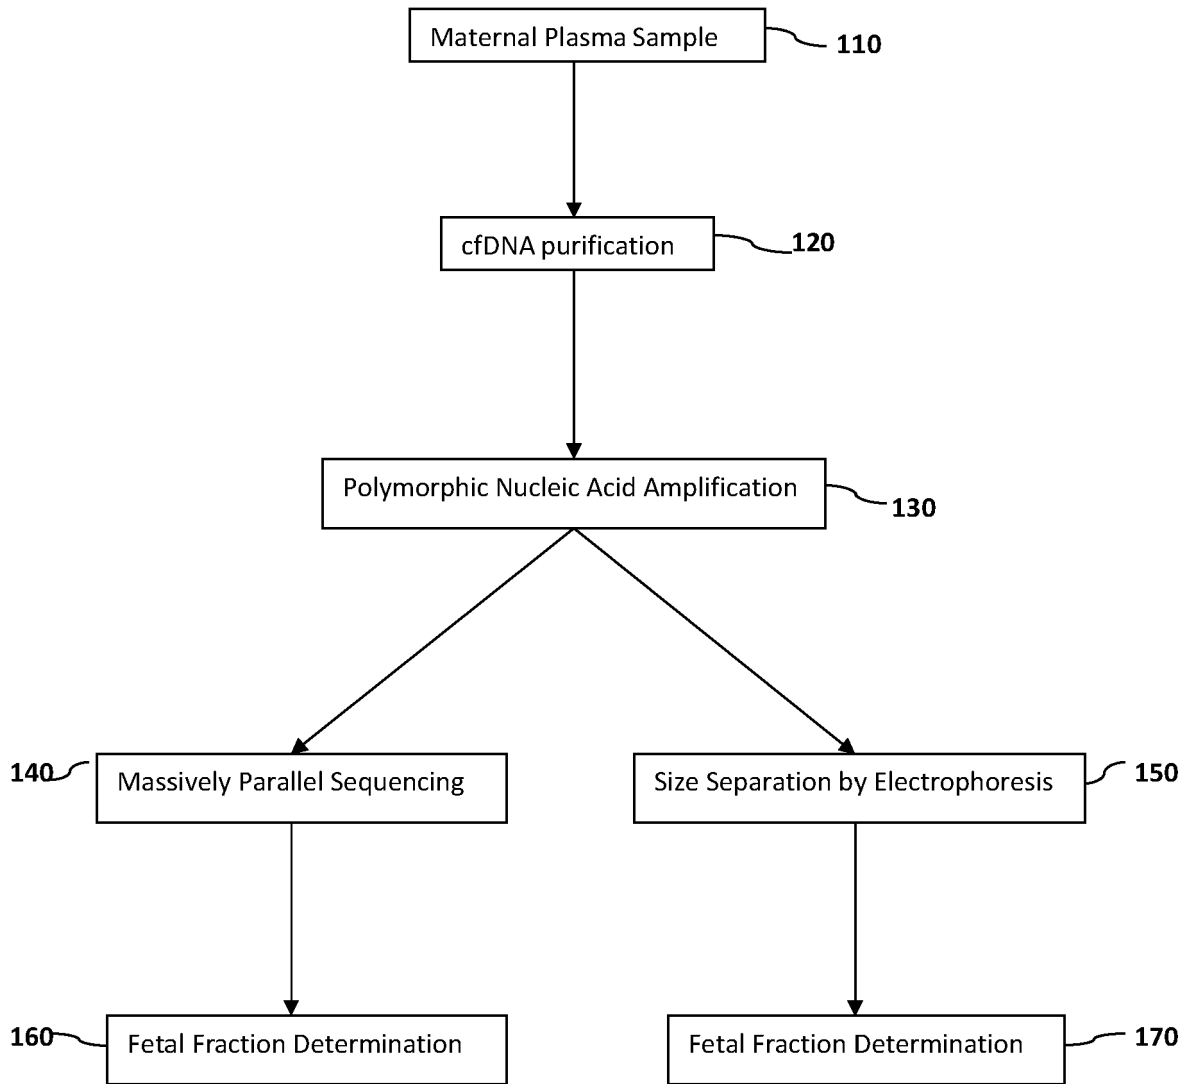 Maternal Plasma Sample
110
cfDNA purification
120
Polymorphic Nucleic Acid Amplification
130
140
Massively Parallel Sequencing
Size Separation by Electrophoresis
150
160
Fetal Fraction Determination
Fetal Fraction Determination
170